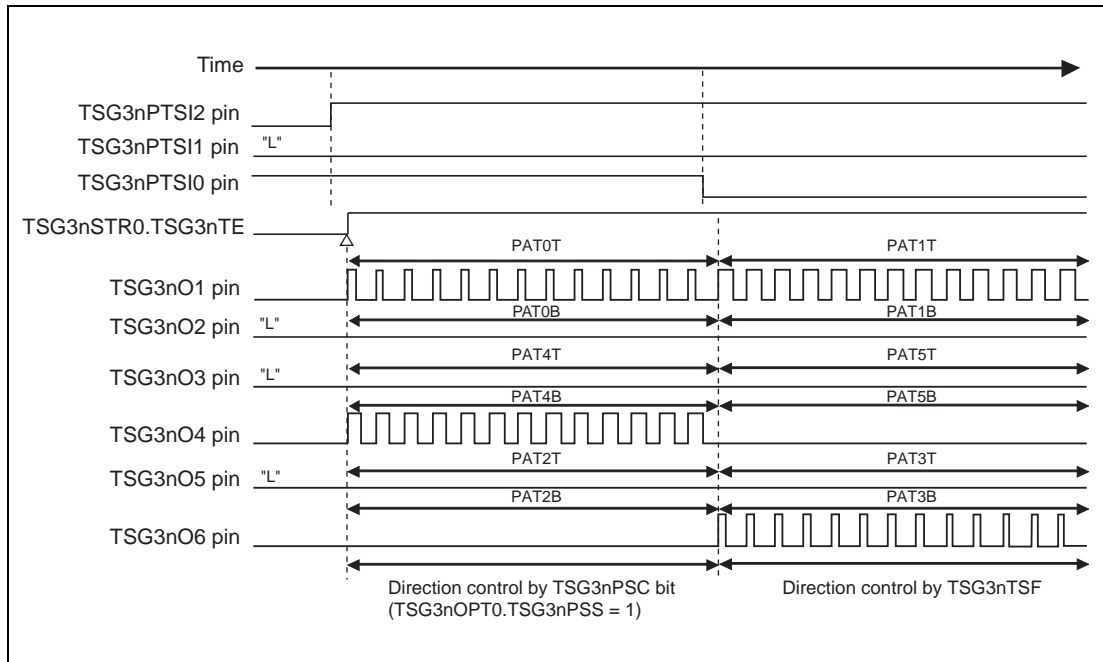 Time
TSG3nPTSI2 pin
TSG3nPTSI1 pin "L"
TSG3nPTSI0 pin
TSG3nSTR0.TSG3nTE
PAT0T PAT1T
TSG3nO1 pin
PAT0B PAT1B
TSG3nO2 pin "L"
PAT4T PAT5T
TSG3nO3 pin "L"
PAT4B PAT5B
TSG3nO4 pin
PAT2T PAT3T
TSG3nO5 pin "L"
PAT2B PAT3B
TSG3nO6 pin
Direction control by TSG3nPSC bit Direction control by TSG3nTSF
(TSG3nOPT0.TSG3nPSS = 1)